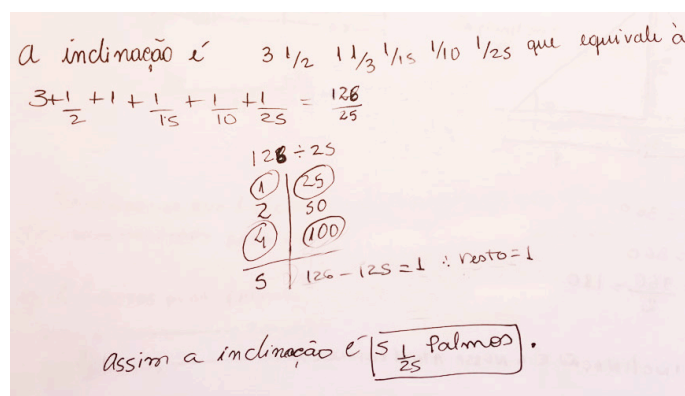 A inclinação é 3 1/2 1 1/3 1/15 1/10 1/25 que equivale à
3+1/2 + 1 + 1/15 + 1/10 + 1/25 = 126/25
126 ÷ 25
1 | 25
2 | 50
4 | 100
5 | 126 - 125 = 1 ∴ resto = 1
Assim a inclinação é 5 1/25 Palmos.